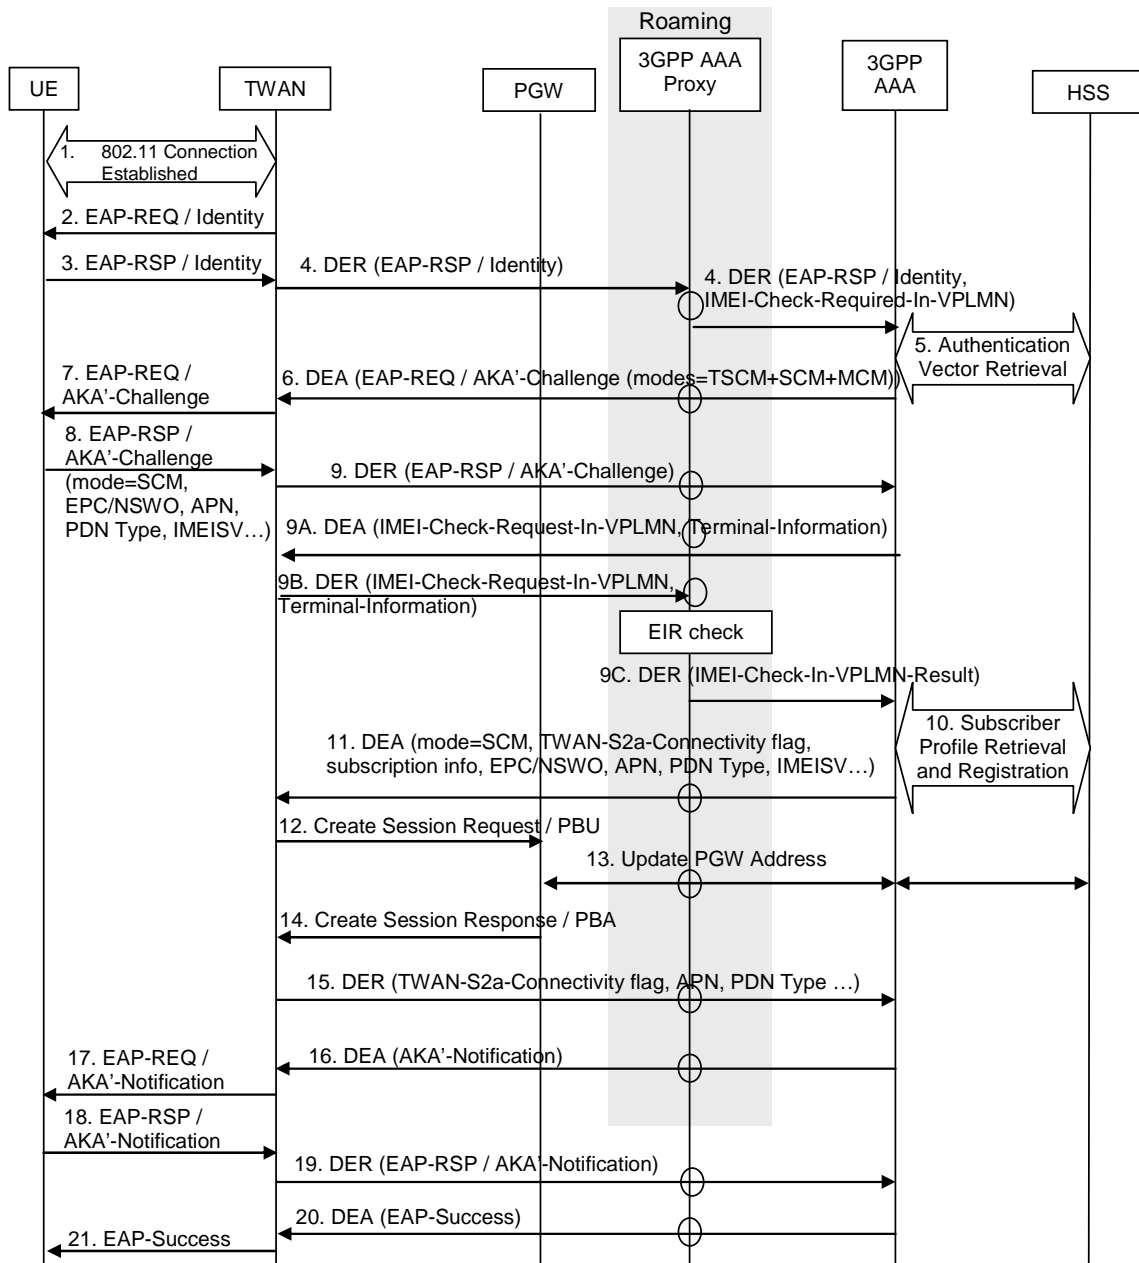 Roaming
UE
TWAN
PGW
3GPP AAA
Proxy
3GPP
AAA
HSS
1. 802.11 Connection
Established
2. EAP-REQ / Identity
3. EAP-RSP / Identity
4. DER (EAP-RSP / Identity)
4. DER (EAP-RSP / Identity,
IMEI-Check-Required-In-VPLMN)
5. Authentication
Vector Retrieval
6. DEA (EAP-REQ / AKA’-Challenge (modes=TSCM+SCM+MCM))
7. EAP-REQ /
AKA’-Challenge
8. EAP-RSP /
AKA’-Challenge
(mode=SCM,
EPC/NSWO, APN,
PDN Type, IMEISV…)
9. DER (EAP-RSP / AKA’-Challenge)
9A. DEA (IMEI-Check-Request-In-VPLMN, Terminal-Information)
9B. DER (IMEI-Check-Request-In-VPLMN,
Terminal-Information)
EIR check
9C. DER (IMEI-Check-In-VPLMN-Result)
10. Subscriber
Profile Retrieval
and Registration
11. DEA (mode=SCM, TWAN-S2a-Connectivity flag,
subscription info, EPC/NSWO, APN, PDN Type, IMEISV…)
12. Create Session Request / PBU
13. Update PGW Address
14. Create Session Response / PBA
15. DER (TWAN-S2a-Connectivity flag, APN, PDN Type …)
16. DEA (AKA’-Notification)
17. EAP-REQ /
AKA’-Notification
18. EAP-RSP /
AKA’-Notification
19. DER (EAP-RSP / AKA’-Notification)
20. DEA (EAP-Success)
21. EAP-Success